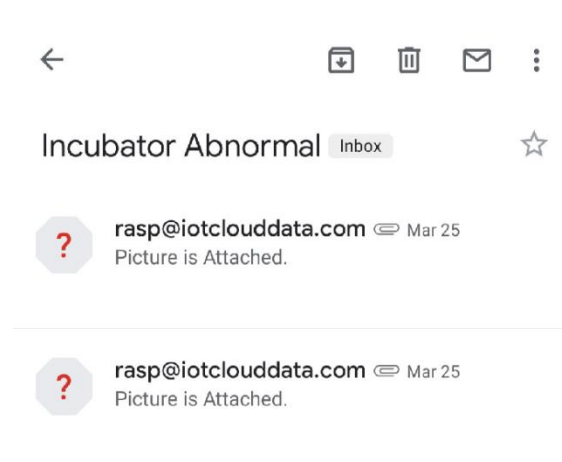 Incubator Abnormal Inbox
?
rasp@iotclouddata.com Mar 25
Picture is Attached.
?
rasp@iotclouddata.com Mar 25
Picture is Attached.